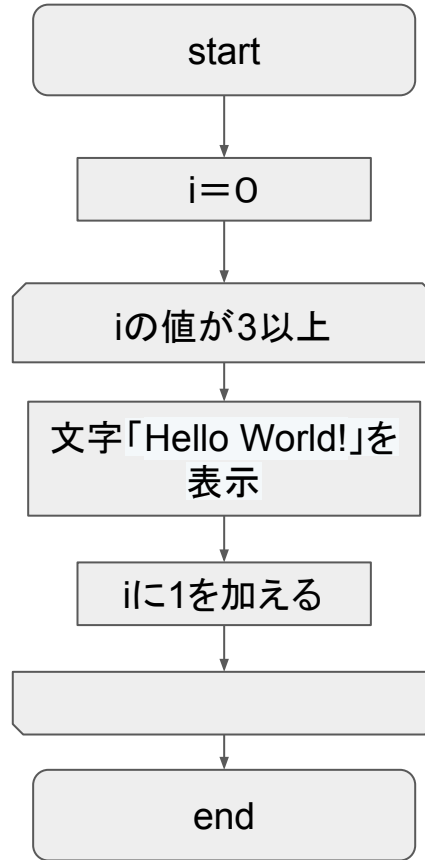 start
i＝0
iの値が3以上
文字「Hello World!」を
表示
iに1を加える
end